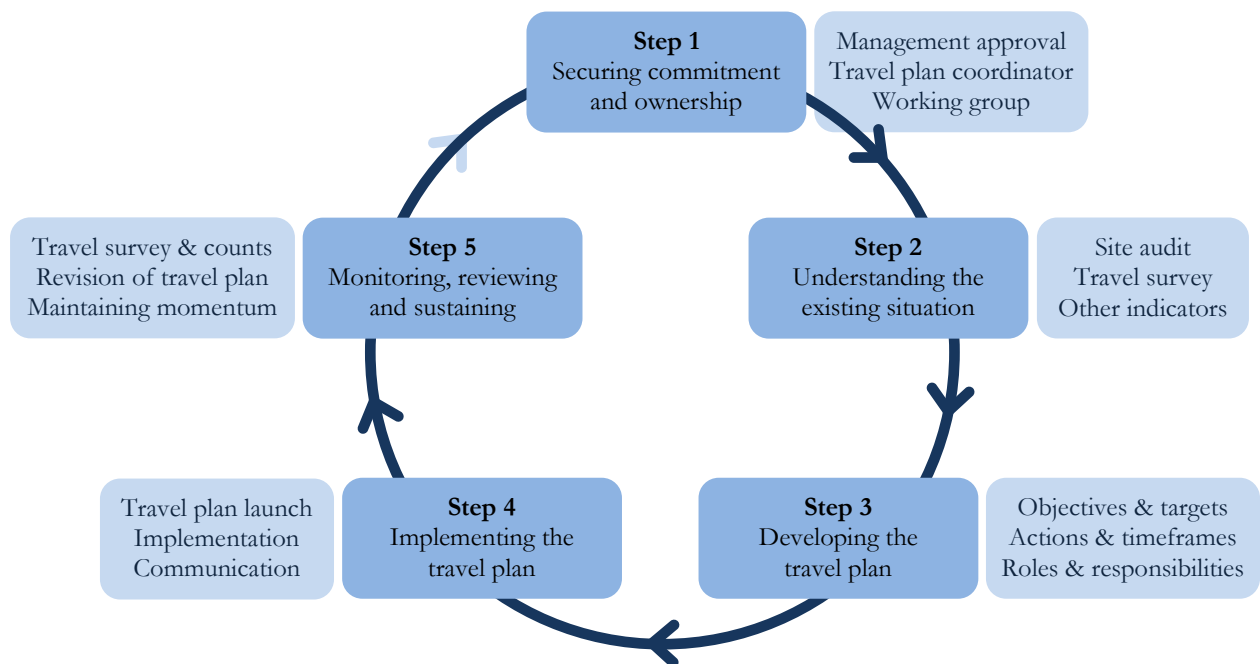 Step 1
Securing commitment
and ownership
Management approval
Travel plan coordinator
Working group
Step 2
Understanding the
existing situation
Site audit
Travel survey
Other indicators
Step 3
Developing the
travel plan
Objectives & targets
Actions & timeframes
Roles & responsibilities
Step 4
Implementing the
travel plan
Travel plan launch
Implementation
Communication
Step 5
Monitoring, reviewing
and sustaining
Travel survey & counts
Revision of travel plan
Maintaining momentum